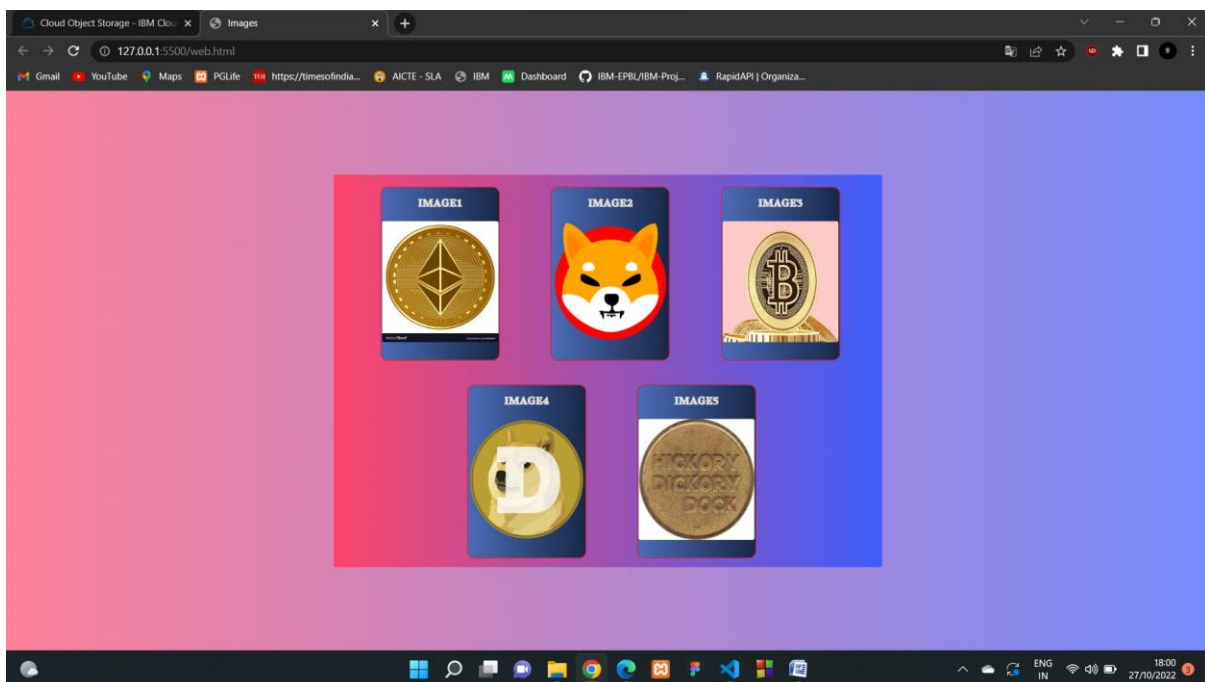 Cloud Object Storage - IBM Clou
Images
127.0.0.1:5500/web.html
Gmail
YouTube
Maps
PGLife
TOI
https://timesofindia...
AICTE - SLA
IBM
Dashboard
IBM-EPBL/IBM-Proj...
RapidAPI | Organiza...
IMAGE1
IMAGE2
IMAGE3
B
IMAGE4
IMAGE5
D
HICKORY
DICKORY
DOCK
ENG
IN
18:00
27/10/2022